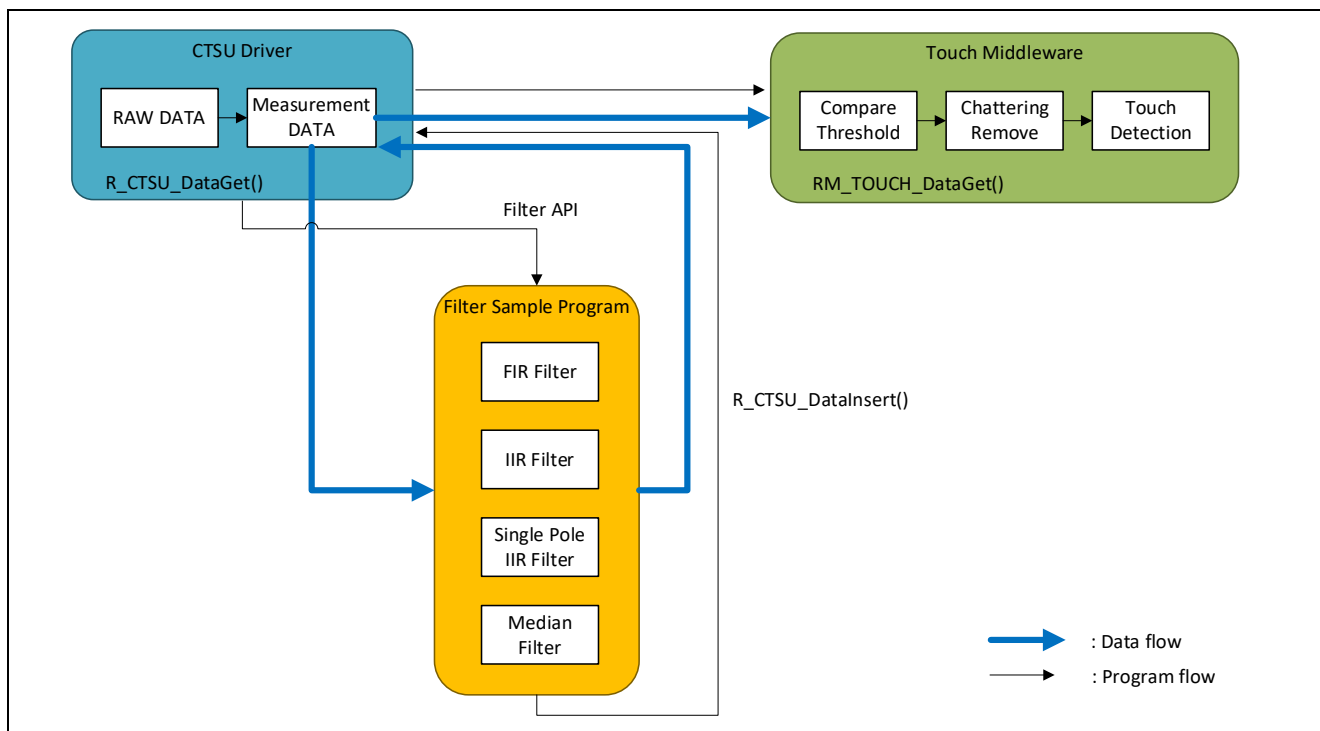 CTSU Driver
RAW DATA
Measurement
DATA
R_CTSU_DataGet()
Touch Middleware
Compare
Threshold
Chattering
Remove
Touch
Detection
RM_TOUCH_DataGet()
Filter API
Filter Sample Program
FIR Filter
IIR Filter
Single Pole
IIR Filter
Median
Filter
R_CTSU_DataInsert()
: Data flow
: Program flow